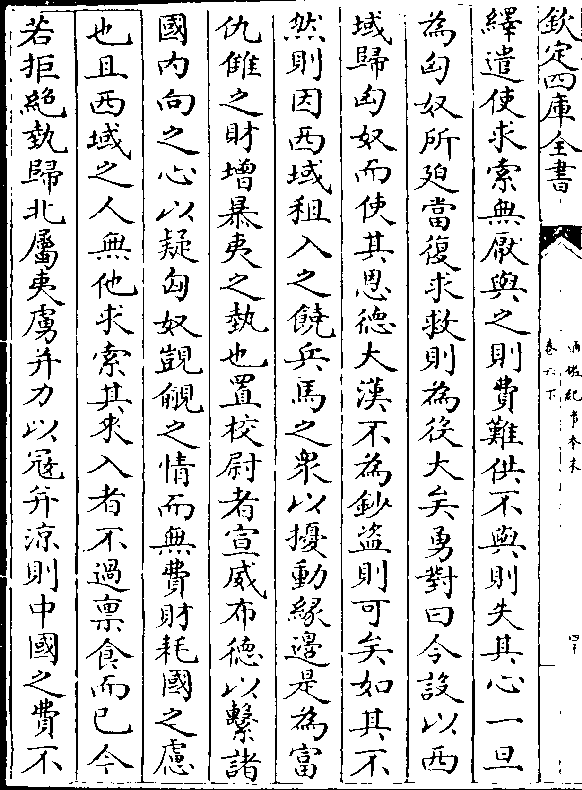 欽定四庫全書
卷六下
四十
繹遣使求索無厭與之則費難供不與則失其心一旦
為匈奴所廹當復求救則為役大矣勇對曰今設以西
域歸匈奴而使其恩德大漢不為鈔盜則可矣如其不
然則因西域租入之饒兵馬之衆以擾動緣邊是為富
仇讎之財增暴夷之埶也置校尉者宣威布德以繫諸
國内向之心以疑匈奴覬覦之情而無費財耗國之慮
也且西域之人無他求索其來入者不過禀食而已今
若拒絶埶歸北屬夷虜并力以宼并涼則中國之費不